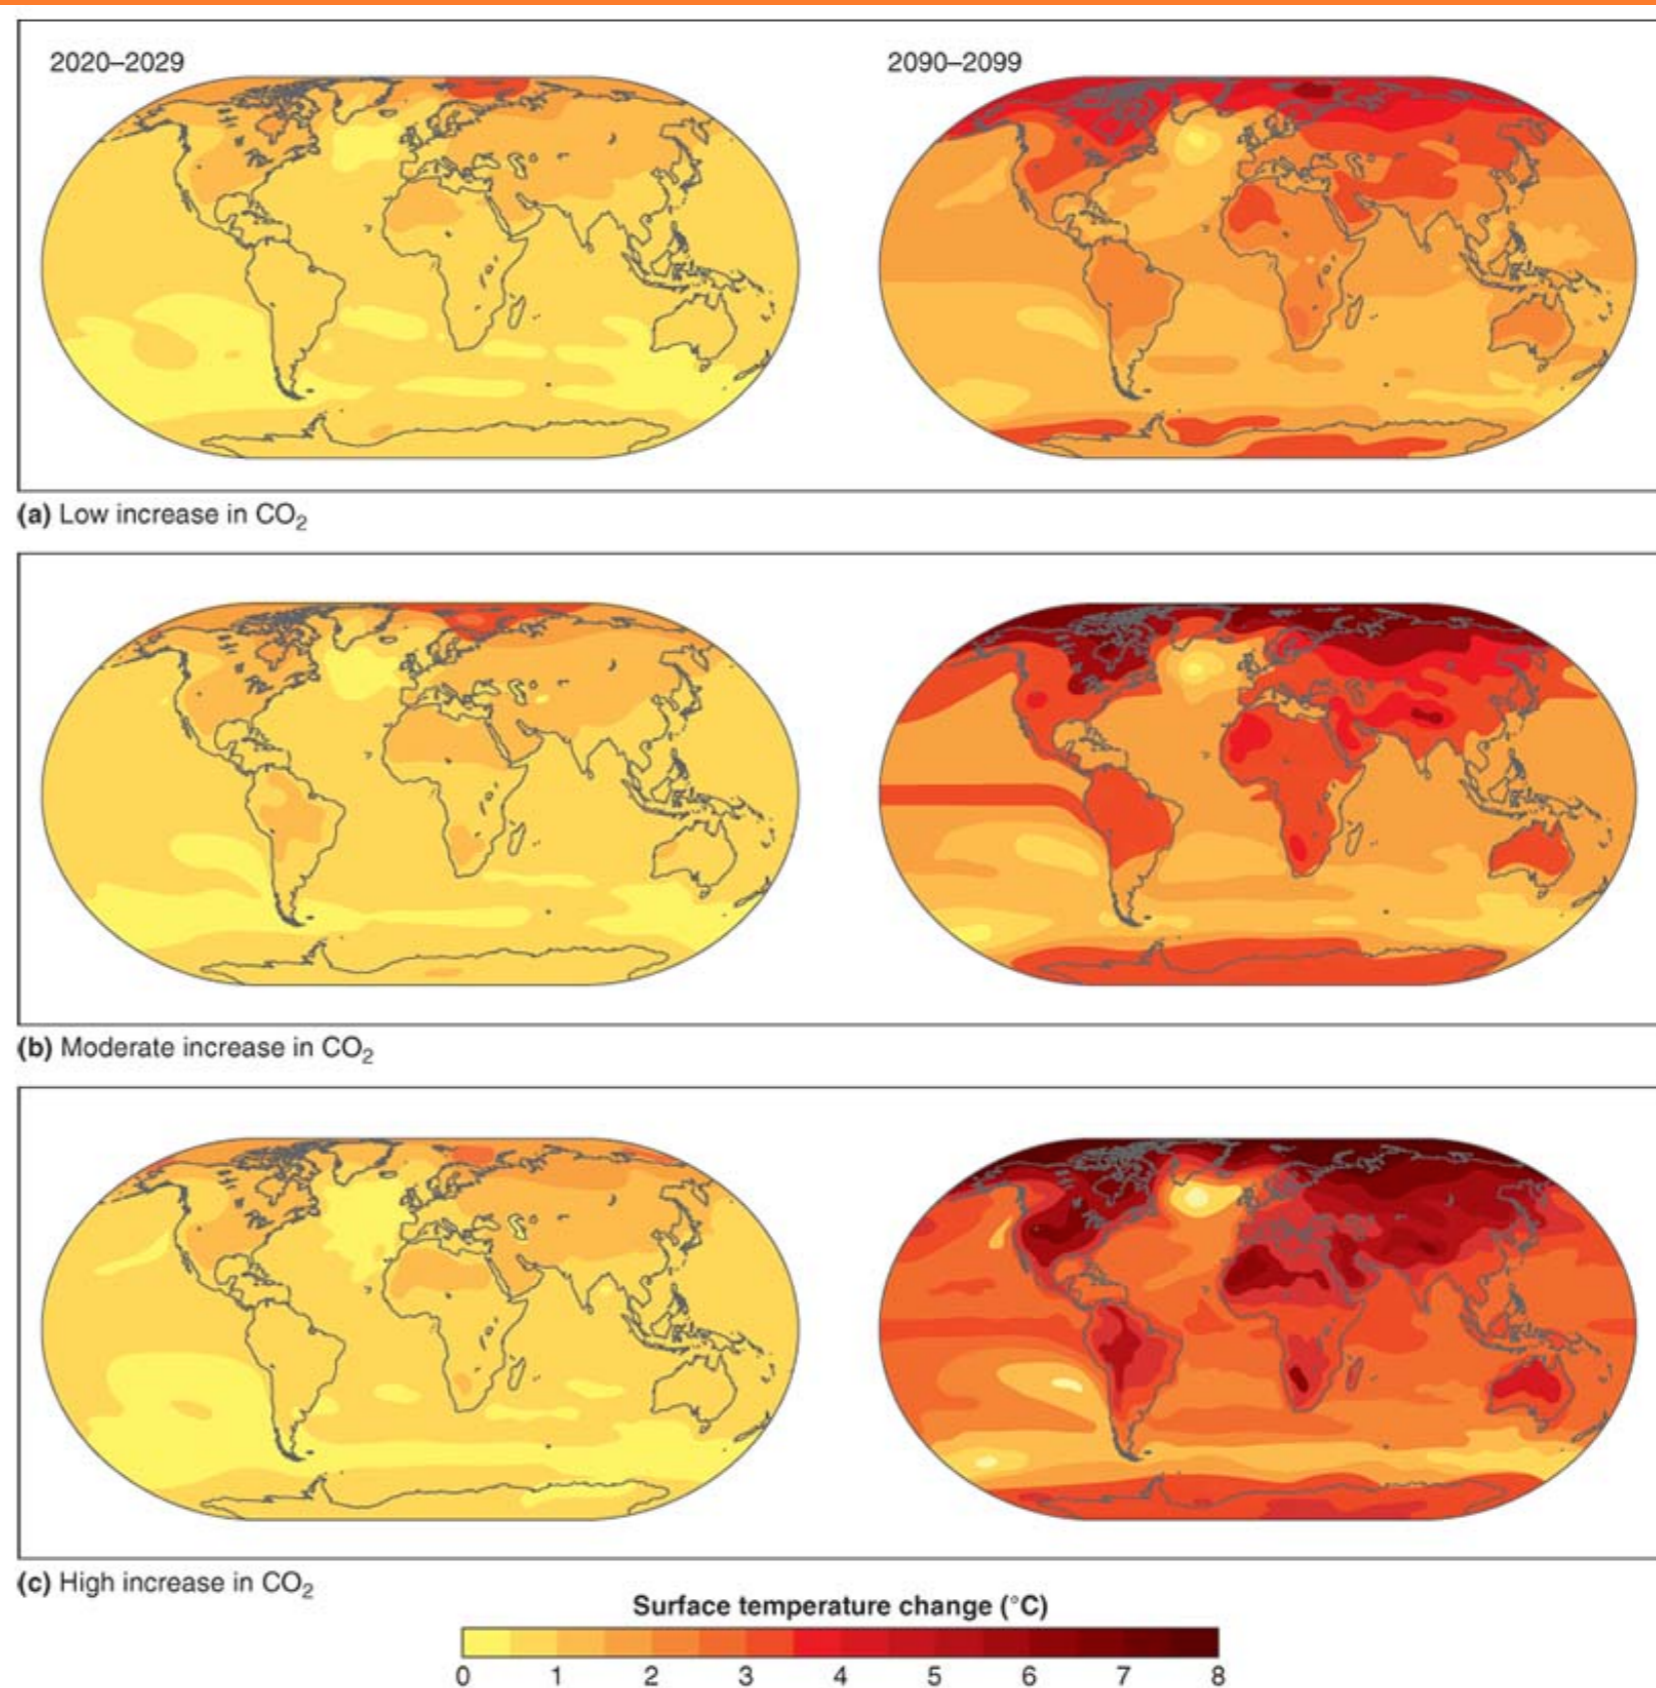 2020–2029
2090–2099
(a) Low increase in CO₂
(b) Moderate increase in CO₂
(c) High increase in CO₂
Surface temperature change (°C)
0 1 2 3 4 5 6 7 8